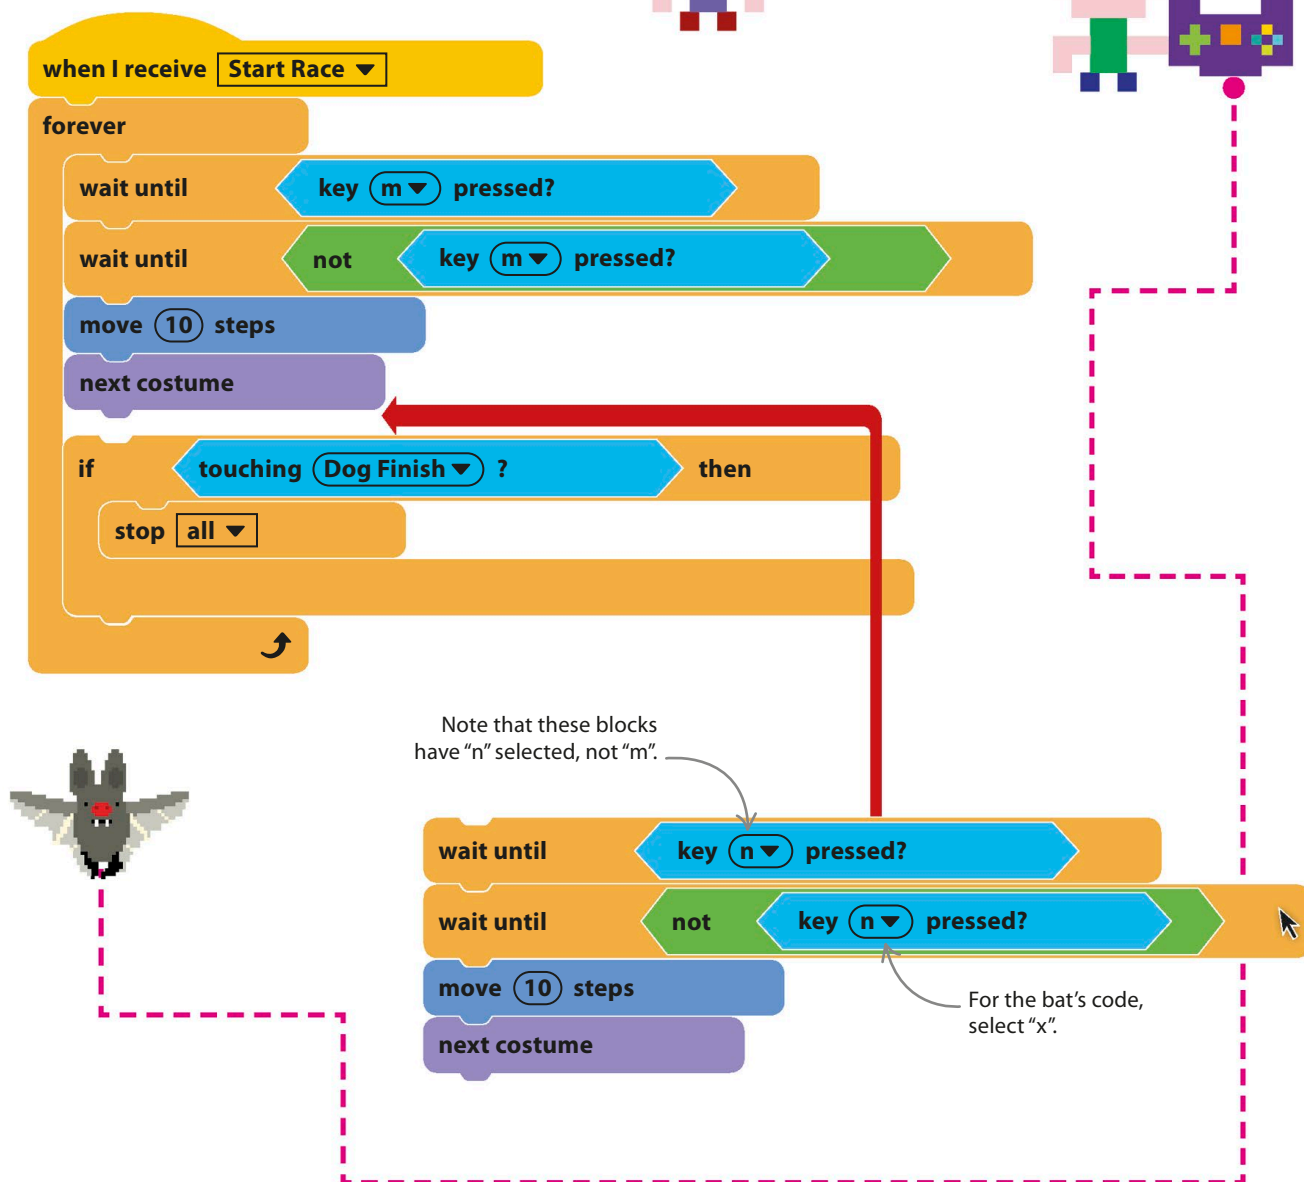 when I receive Start Race
forever
wait until key m pressed?
wait until not key m pressed?
move 10 steps
next costume
if touching Dog Finish ? then
stop all
Note that these blocks
have “n” selected, not “m”.
wait until key n pressed?
wait until not key n pressed?
move 10 steps
next costume
For the bat’s code,
select “x”.